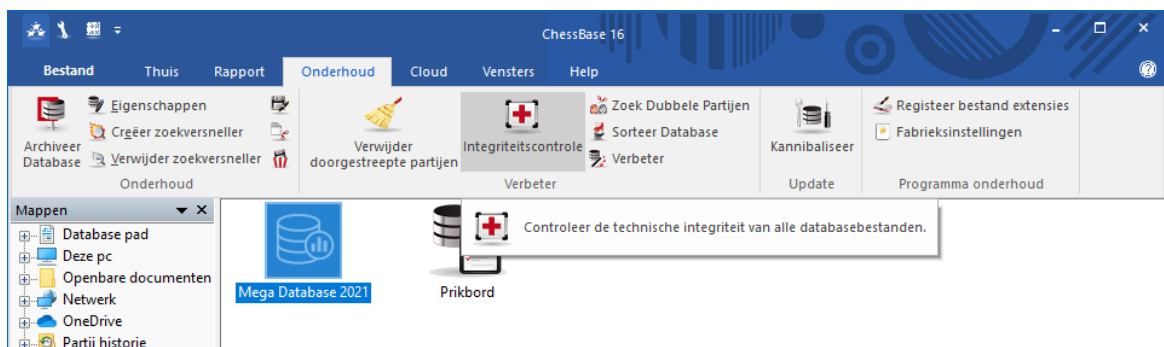 ChessBase 16
Bestand Thuis Rapport Onderhoud Cloud Vensters Help
Archiveer Database
Eigenschappen
Creëer zoekversneller
Verwijder zoekversneller
Onderhoud
Verwijder
doorgestreepte partijen
Integriteitscontrole
Zoek Dubbele Partijen
Sorteer Database
Verbeter
Verbeter
Kannibaliseer
Update
Registeer bestand extensies
Fabrieksinstellingen
Programma onderhoud
Mappen
Database pad
Deze pc
Openbare documenten
Netwerk
OneDrive
Partij historie
Controleer de technische integriteit van alle databasebestanden.
Mega Database 2021
Prikbord